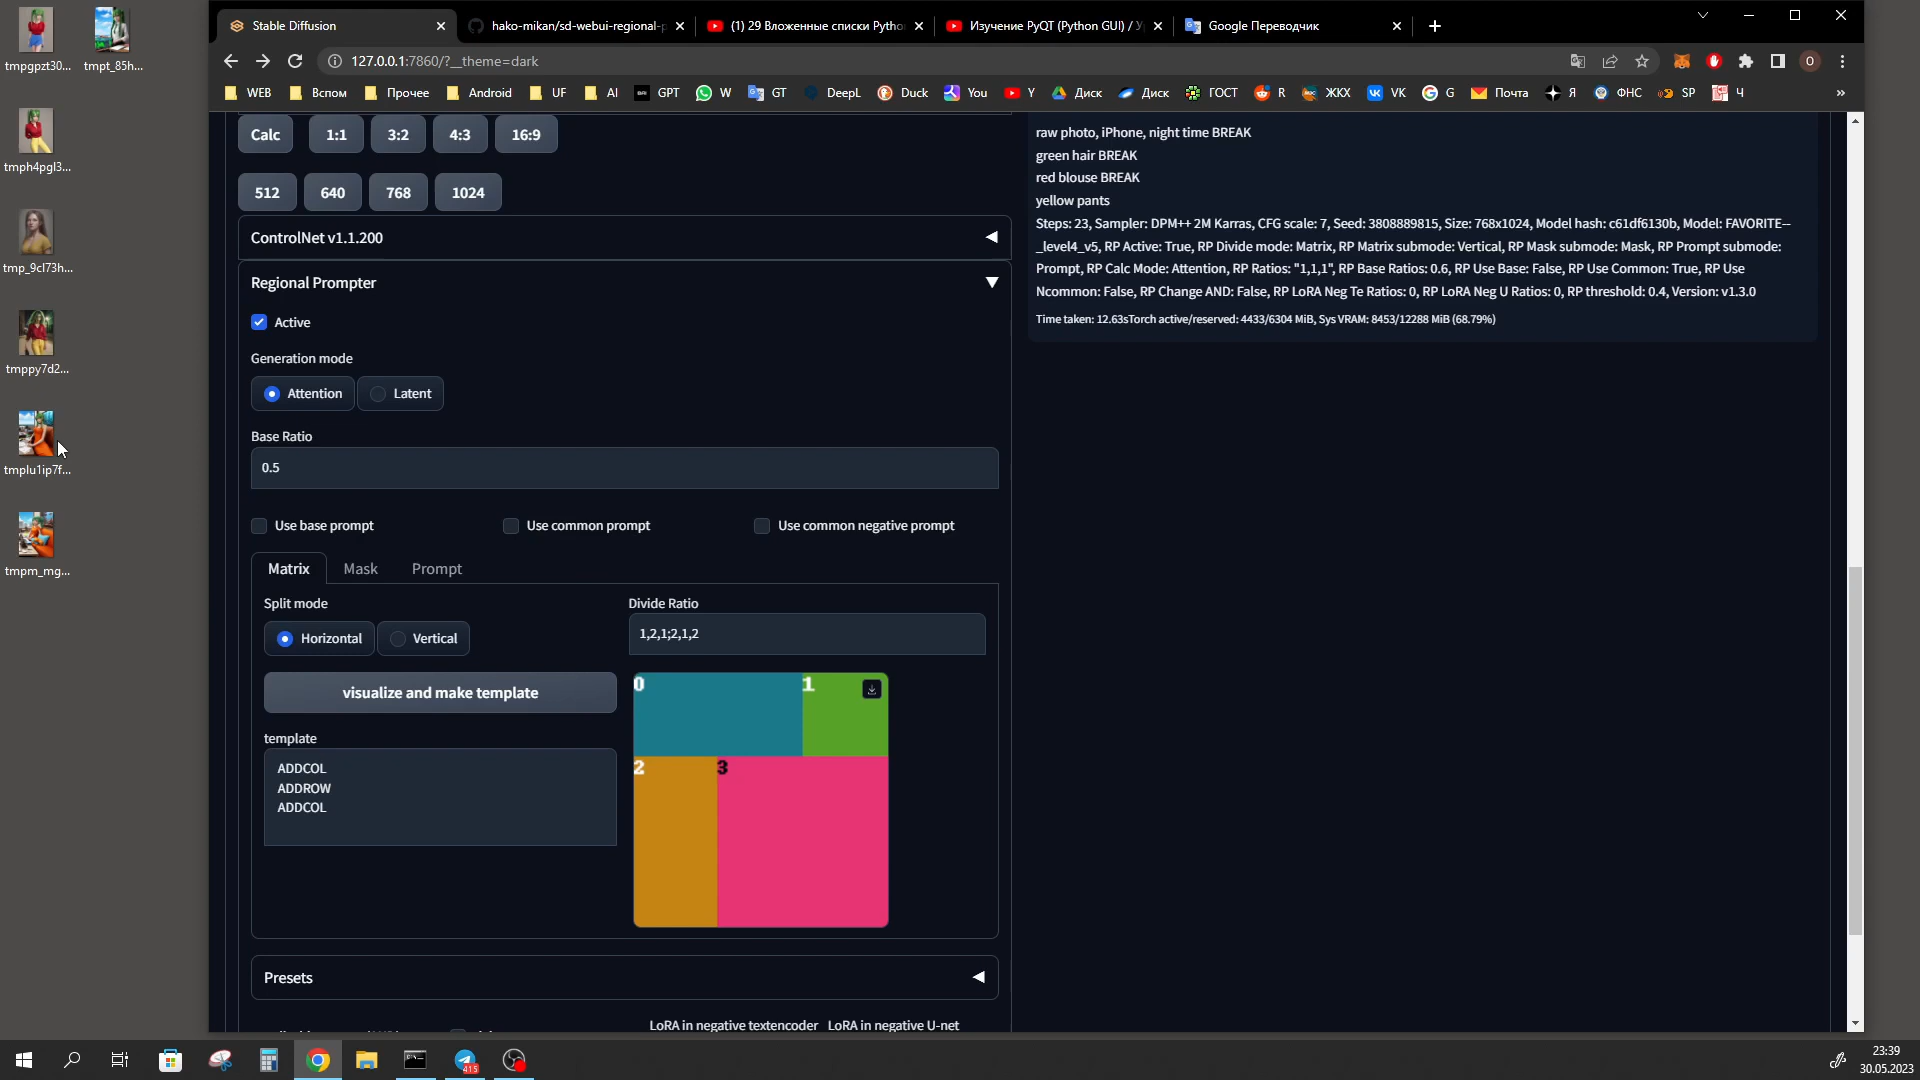 tmpgpzt30...
tmpt_85h...
tmph4pgl3...
tmp_9cl73h...
tmppy7d2...
tmplu1ip7f...
tmpm_mg...
Stable Diffusion
hako-mikan/sd-webui-regional-p
(1) 29 Вложенные списки Pytho
Изучение PyQT (Python GUI) / У
Google Переводчик
127.0.0.1:7860/?__theme=dark
O
WEB
Вспом
Прочее
Android
UF
AI
GPT
W
GT
DeepL
Duck
You
Y
Диск
Диск
ГОСТ
R
ЖКХ
VK
G
Почта
Я
ФНС
SP
Ч
»
Calc
1:1
3:2
4:3
16:9
512
640
768
1024
ControlNet v1.1.200
Regional Prompter
Active
Generation mode
Attention
Latent
Base Ratio
0.5
Use base prompt
Use common prompt
Use common negative prompt
Matrix
Mask
Prompt
Split mode
Horizontal
Vertical
Divide Ratio
1,2,1;2,1,2
visualize and make template
template
ADDCOL
ADDROW
ADDCOL
0
1
2
3
Presets
LoRA in negative textencoder
LoRA in negative U-net
raw photo, iPhone, night time BREAK
green hair BREAK
red blouse BREAK
yellow pants
Steps: 23, Sampler: DPM++ 2M Karras, CFG scale: 7, Seed: 3808889815, Size: 768x1024, Model hash: c61df6130b, Model: FAVORITE--
_level4_v5, RP Active: True, RP Divide mode: Matrix, RP Matrix submode: Vertical, RP Mask submode: Mask, RP Prompt submode:
Prompt, RP Calc Mode: Attention, RP Ratios: "1,1,1", RP Base Ratios: 0.6, RP Use Base: False, RP Use Common: True, RP Use
Ncommon: False, RP Change AND: False, RP LoRA Neg Te Ratios: 0, RP LoRA Neg U Ratios: 0, RP threshold: 0.4, Version: v1.3.0
Time taken: 12.63sTorch active/reserved: 4433/6304 MiB, Sys VRAM: 8453/12288 MiB (68.79%)
415
23:39
30.05.2023